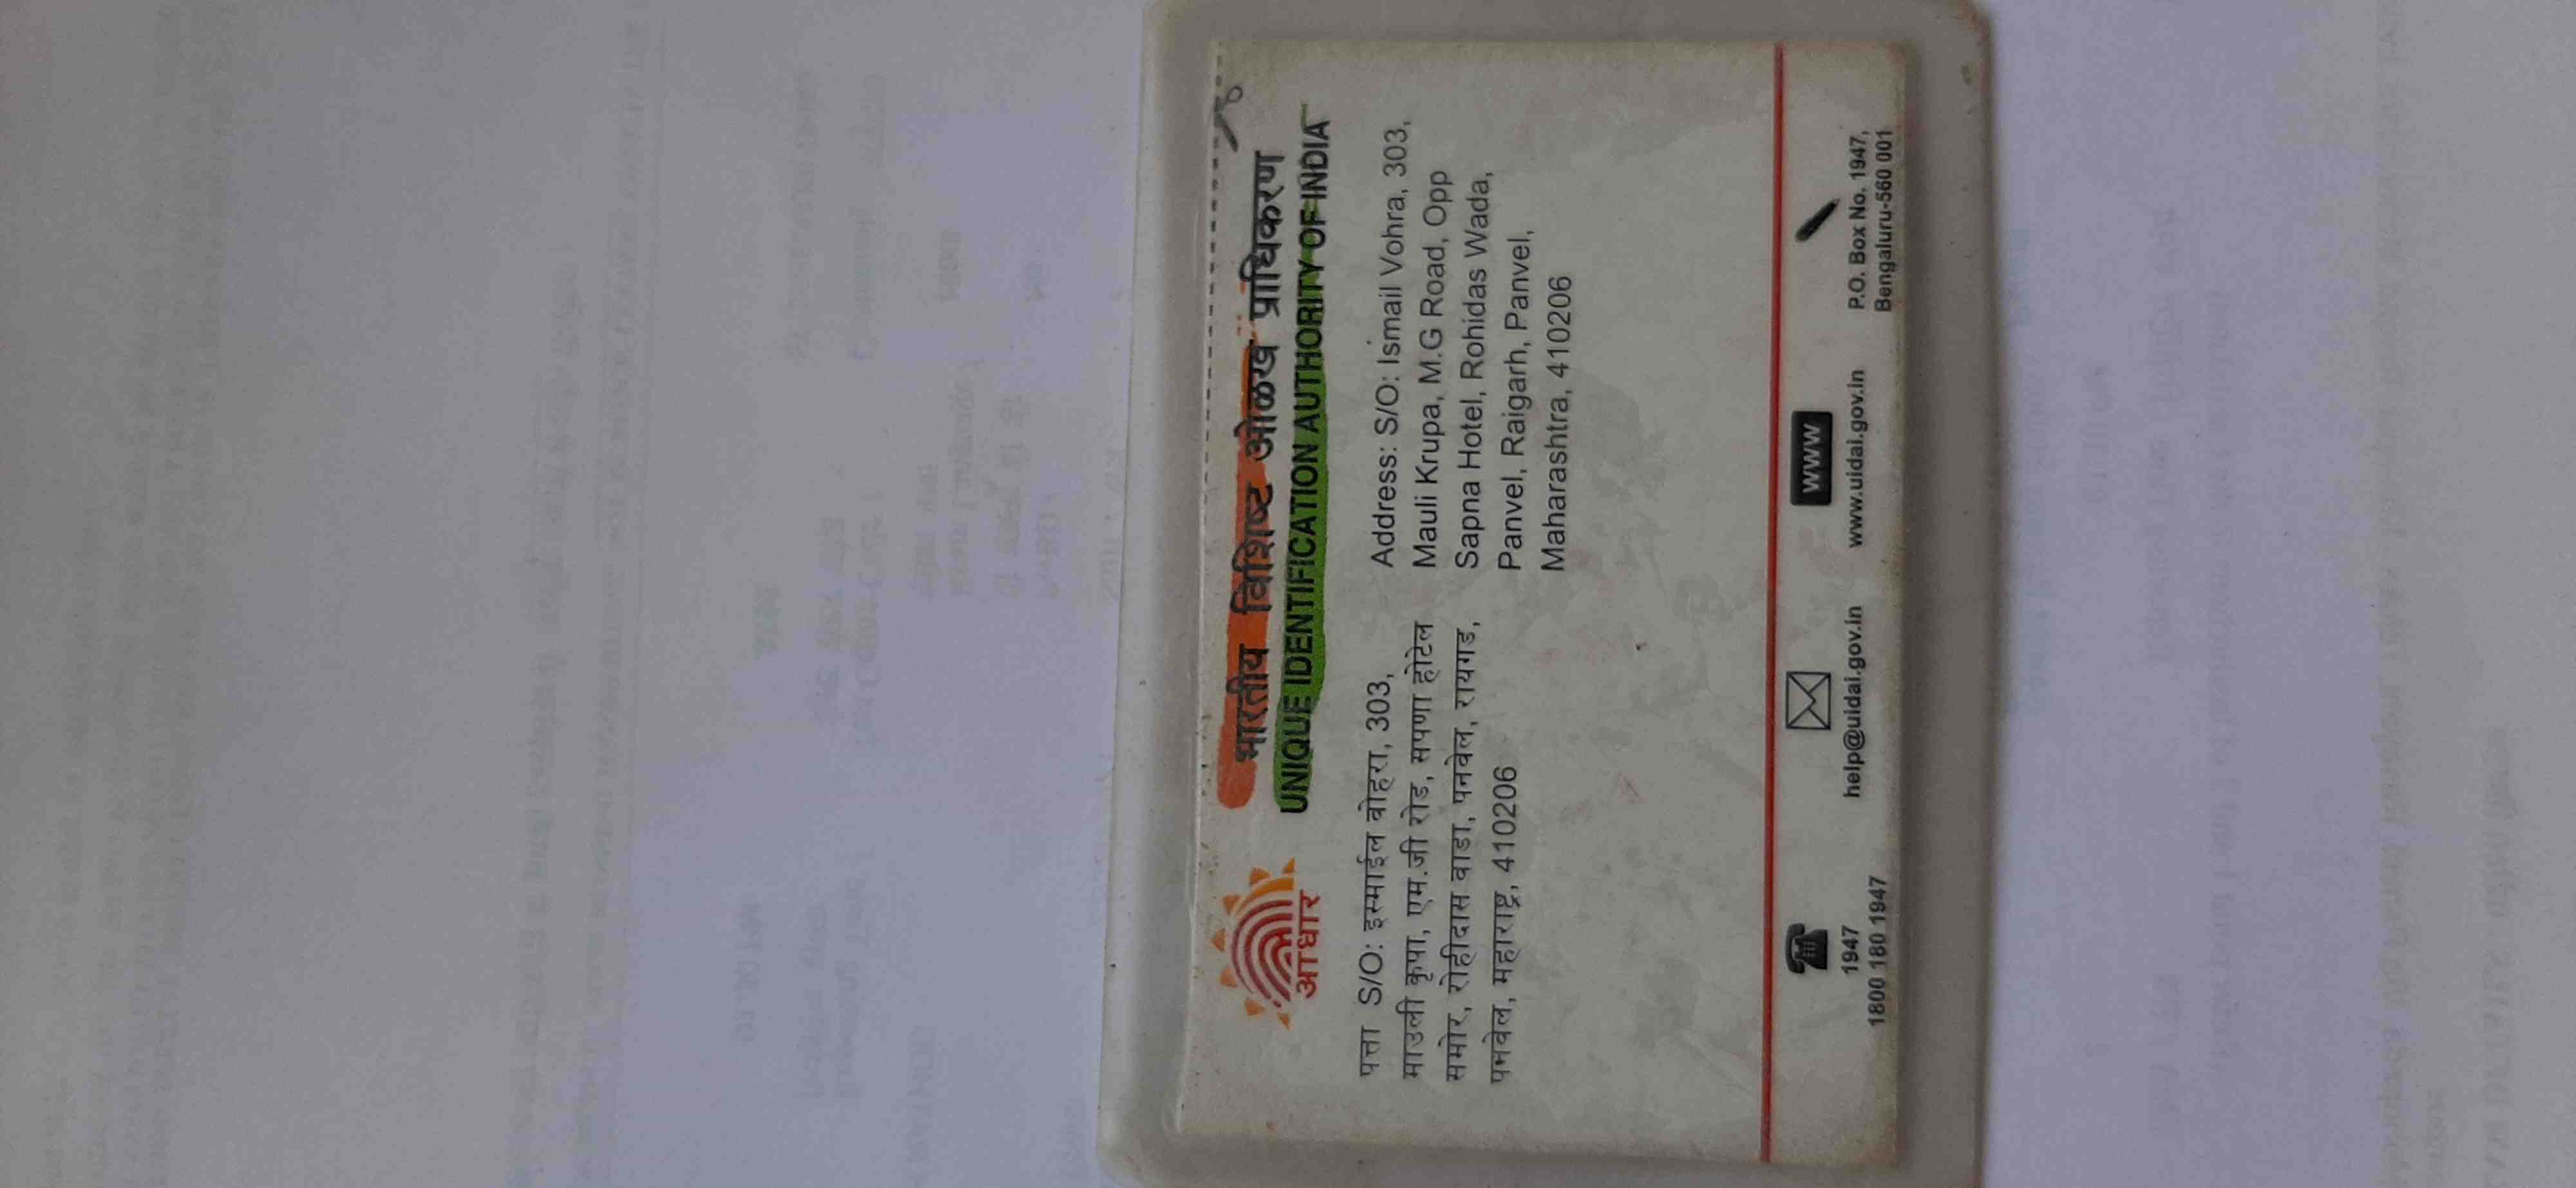 भारतीय विशिष्ट ओळख प्राधिकरण
UNIQUE IDENTIFICATION AUTHORITY OF INDIA
आधार
पत्ता S/O: इस्माईल वोहरा, 303,
माउली कृपा, एम.जी रोड, सपणा होटेल
समोर, रोहीदास वाडा, पनवेल, रायगड,
पनवेल, महाराष्ट्र, 410206
Address: S/O: Ismail Vohra, 303,
Mauli Krupa, M.G Road, Opp
Sapna Hotel, Rohidas Wada,
Panvel, Raigarh, Panvel,
Maharashtra, 410206
1947
1800 180 1947
help@uidai.gov.in
www
www.uidai.gov.in
P.O. Box No. 1947,
Bengaluru-560 001